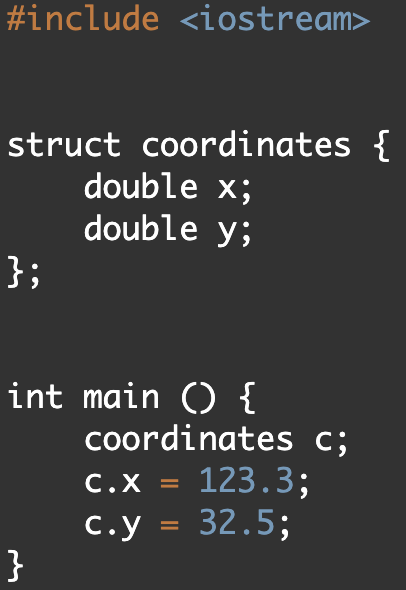 #include <iostream>
struct coordinates {
    double x;
    double y;
};
int main () {
    coordinates c;
    c.x = 123.3;
    c.y = 32.5;
}